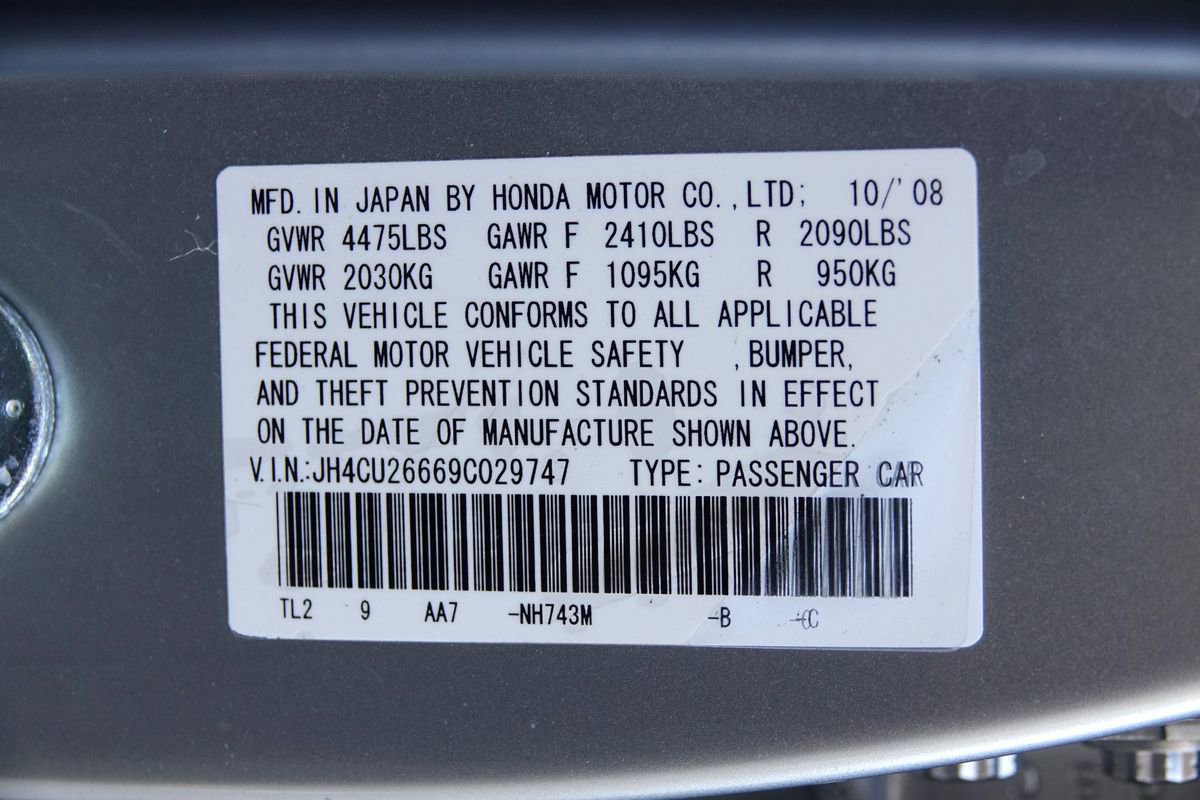 MFD. IN JAPAN BY HONDA MOTOR CO.,LTD; 10/'08
GVWR 4475LBS GAWR F 2410LBS R 2090LBS
GVWR 2030KG GAWR F 1095KG R 950KG
THIS VEHICLE CONFORMS TO ALL APPLICABLE
FEDERAL MOTOR VEHICLE SAFETY ,BUMPER,
AND THEFT PREVENTION STANDARDS IN EFFECT
ON THE DATE OF MANUFACTURE SHOWN ABOVE.
V.I.N.:JH4CU26669C029747 TYPE: PASSENGER CAR
TL2 9 AA7 -NH743M -B